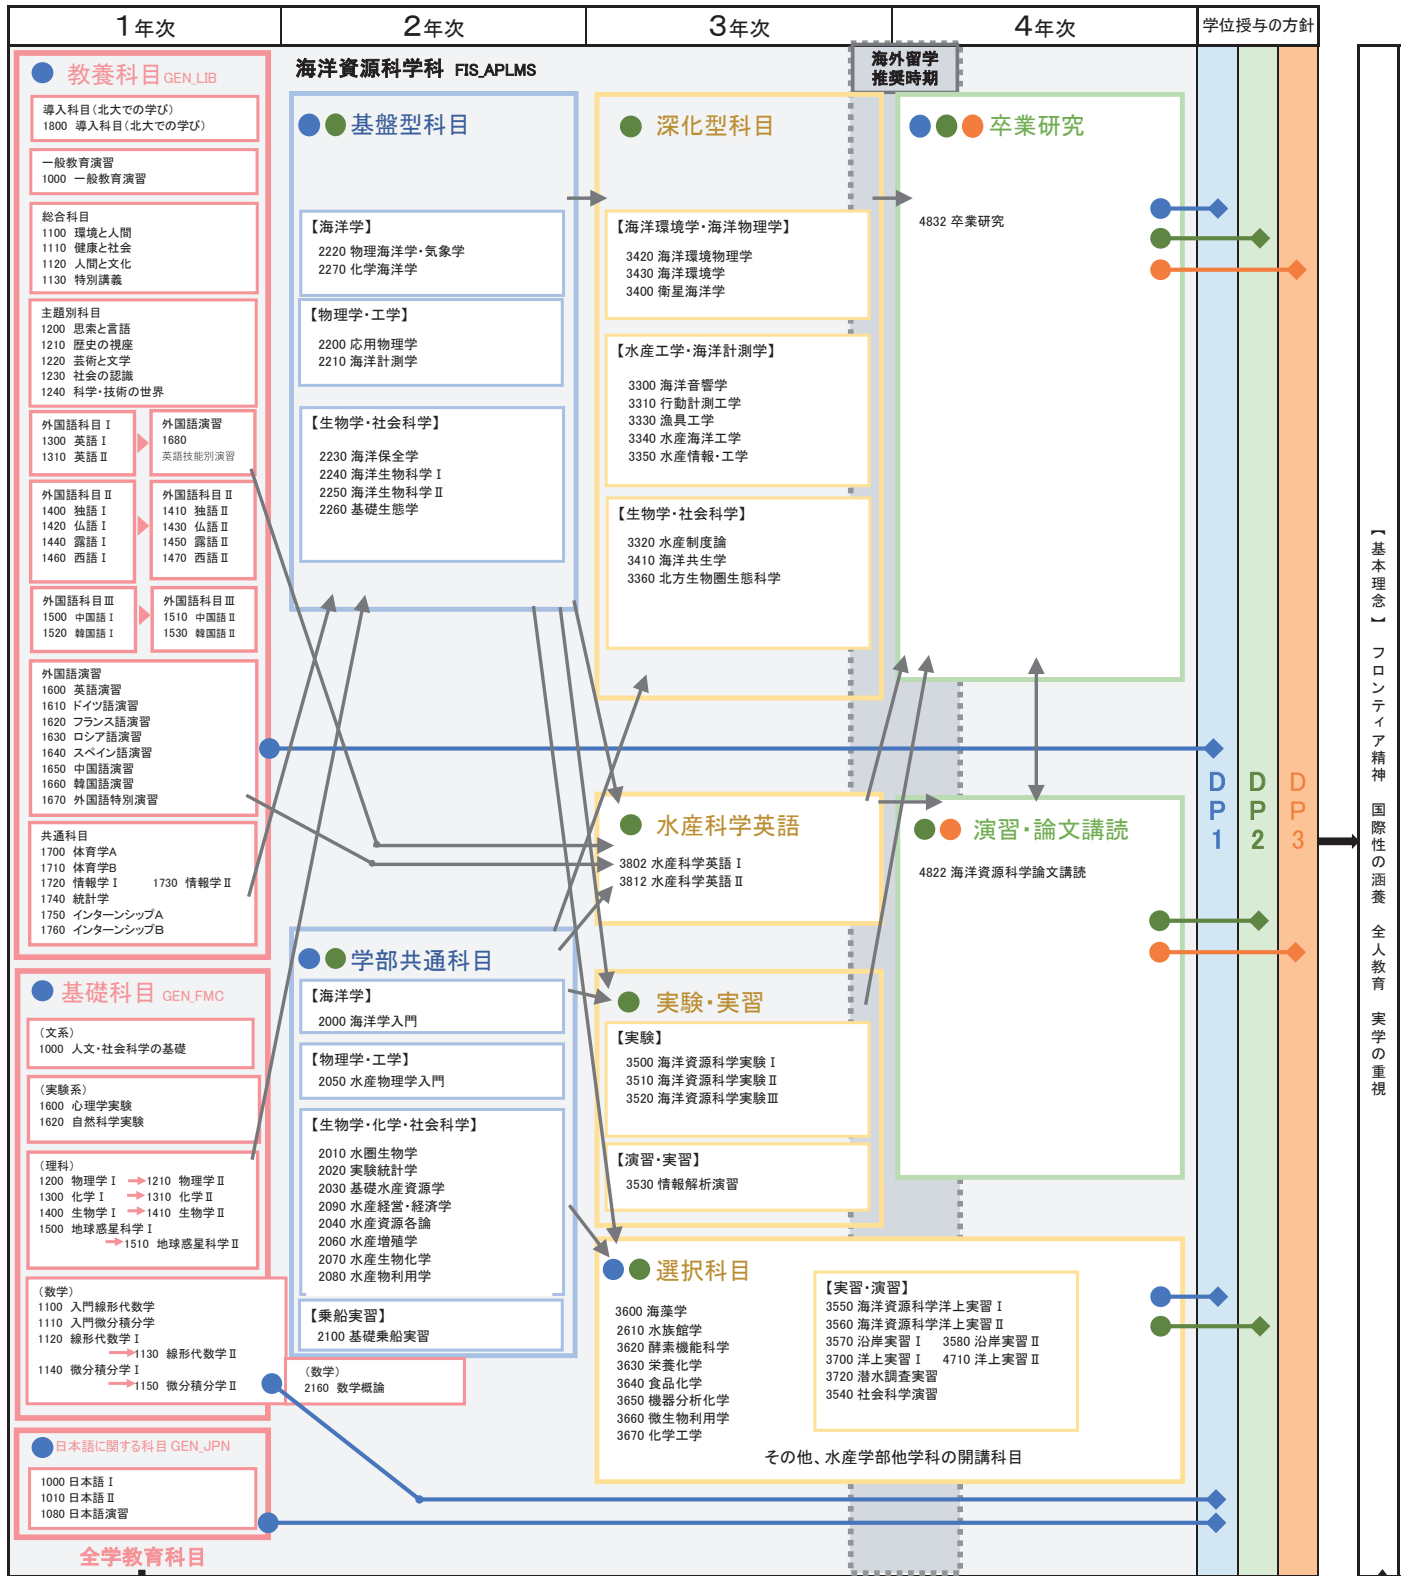 1年次
2年次
3年次
4年次
学位授与の方針
海洋資源科学科 FIS_APLMS
海外留学
推奨時期
教養科目 GEN_LIB
導入科目(北大での学び)
1800 導入科目(北大での学び)
一般教育演習
1000 一般教育演習
総合科目
1100 環境と人間
1110 健康と社会
1120 人間と文化
1130 特別講義
主題別科目
1200 思索と言語
1210 歴史の視座
1220 芸術と文学
1230 社会の認識
1240 科学・技術の世界
外国語科目Ⅰ
1300 英語Ⅰ
1310 英語Ⅱ
外国語演習
1680
英語技能別演習
外国語科目Ⅱ
1400 独語Ⅰ
1420 仏語Ⅰ
1440 露語Ⅰ
1460 西語Ⅰ
外国語科目Ⅱ
1410 独語Ⅱ
1430 仏語Ⅱ
1450 露語Ⅱ
1470 西語Ⅱ
外国語科目Ⅲ
1500 中国語Ⅰ
1520 韓国語Ⅰ
外国語科目Ⅲ
1510 中国語Ⅱ
1530 韓国語Ⅱ
外国語演習
1600 英語演習
1610 ドイツ語演習
1620 フランス語演習
1630 ロシア語演習
1640 スペイン語演習
1650 中国語演習
1660 韓国語演習
1670 外国語特別演習
共通科目
1700 体育学A
1710 体育学B
1720 情報学Ⅰ 1730 情報学Ⅱ
1740 統計学
1750 インターンシップA
1760 インターンシップB
基礎科目 GEN_FMC
(文系)
1000 人文・社会科学の基礎
(実験系)
1600 心理学実験
1620 自然科学実験
(理科)
1200 物理学Ⅰ 1210 物理学Ⅱ
1300 化学Ⅰ 1310 化学Ⅱ
1400 生物学Ⅰ 1410 生物学Ⅱ
1500 地球惑星科学Ⅰ
1510 地球惑星科学Ⅱ
(数学)
1100 入門線形代数学
1110 入門微分積分学
1120 線形代数学Ⅰ
1130 線形代数学Ⅱ
1140 微分積分学Ⅰ
1150 微分積分学Ⅱ
日本語に関する科目 GEN_JPN
1000 日本語Ⅰ
1010 日本語Ⅱ
1080 日本語演習
全学教育科目
基盤型科目
【海洋学】
2220 物理海洋学・気象学
2270 化学海洋学
【物理学・工学】
2200 応用物理学
2210 海洋計測学
【生物学・社会科学】
2230 海洋保全学
2240 海洋生物科学Ⅰ
2250 海洋生物科学Ⅱ
2260 基礎生態学
学部共通科目
【海洋学】
2000 海洋学入門
【物理学・工学】
2050 水産物理学入門
【生物学・化学・社会科学】
2010 水圏生物学
2020 実験統計学
2030 基礎水産資源学
2090 水産経営・経済学
2040 水産資源各論
2060 水産増殖学
2070 水産生物化学
2080 水産物利用学
【乗船実習】
2100 基礎乗船実習
(数学)
2160 数学概論
深化型科目
【海洋環境学・海洋物理学】
3420 海洋環境物理学
3430 海洋環境学
3400 衛星海洋学
【水産工学・海洋計測学】
3300 海洋音響学
3310 行動計測工学
3330 漁具工学
3340 水産海洋工学
3350 水産情報・工学
【生物学・社会科学】
3320 水産制度論
3410 海洋共生学
3360 北方生物圏生態科学
水産科学英語
3802 水産科学英語Ⅰ
3812 水産科学英語Ⅱ
実験・実習
【実験】
3500 海洋資源科学実験Ⅰ
3510 海洋資源科学実験Ⅱ
3520 海洋資源科学実験Ⅲ
【演習・実習】
3530 情報解析演習
選択科目
3600 海藻学
2610 水族館学
3620 酵素機能科学
3630 栄養化学
3640 食品化学
3650 機器分析化学
3660 微生物利用学
3670 化学工学
【実習・演習】
3550 海洋資源科学洋上実習Ⅰ
3560 海洋資源科学洋上実習Ⅱ
3570 沿岸実習Ⅰ 3580 沿岸実習Ⅱ
3700 洋上実習Ⅰ 4710 洋上実習Ⅱ
3720 潜水調査実習
3540 社会科学演習
その他、水産学部他学科の開講科目
卒業研究
4832 卒業研究
演習・論文講読
4822 海洋資源科学論文講読
DP1
DP2
DP3
【基本理念】 フロンティア精神 国際性の涵養 全人教育 実学の重視